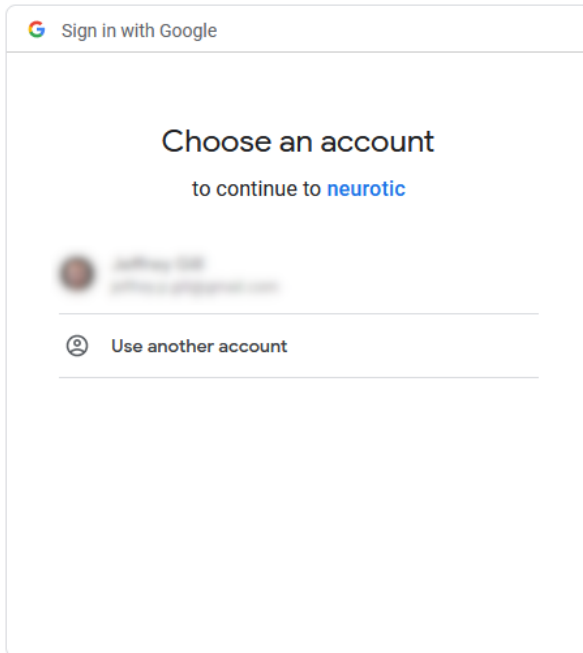 Sign in with Google
Choose an account
to continue to neurotic
Use another account